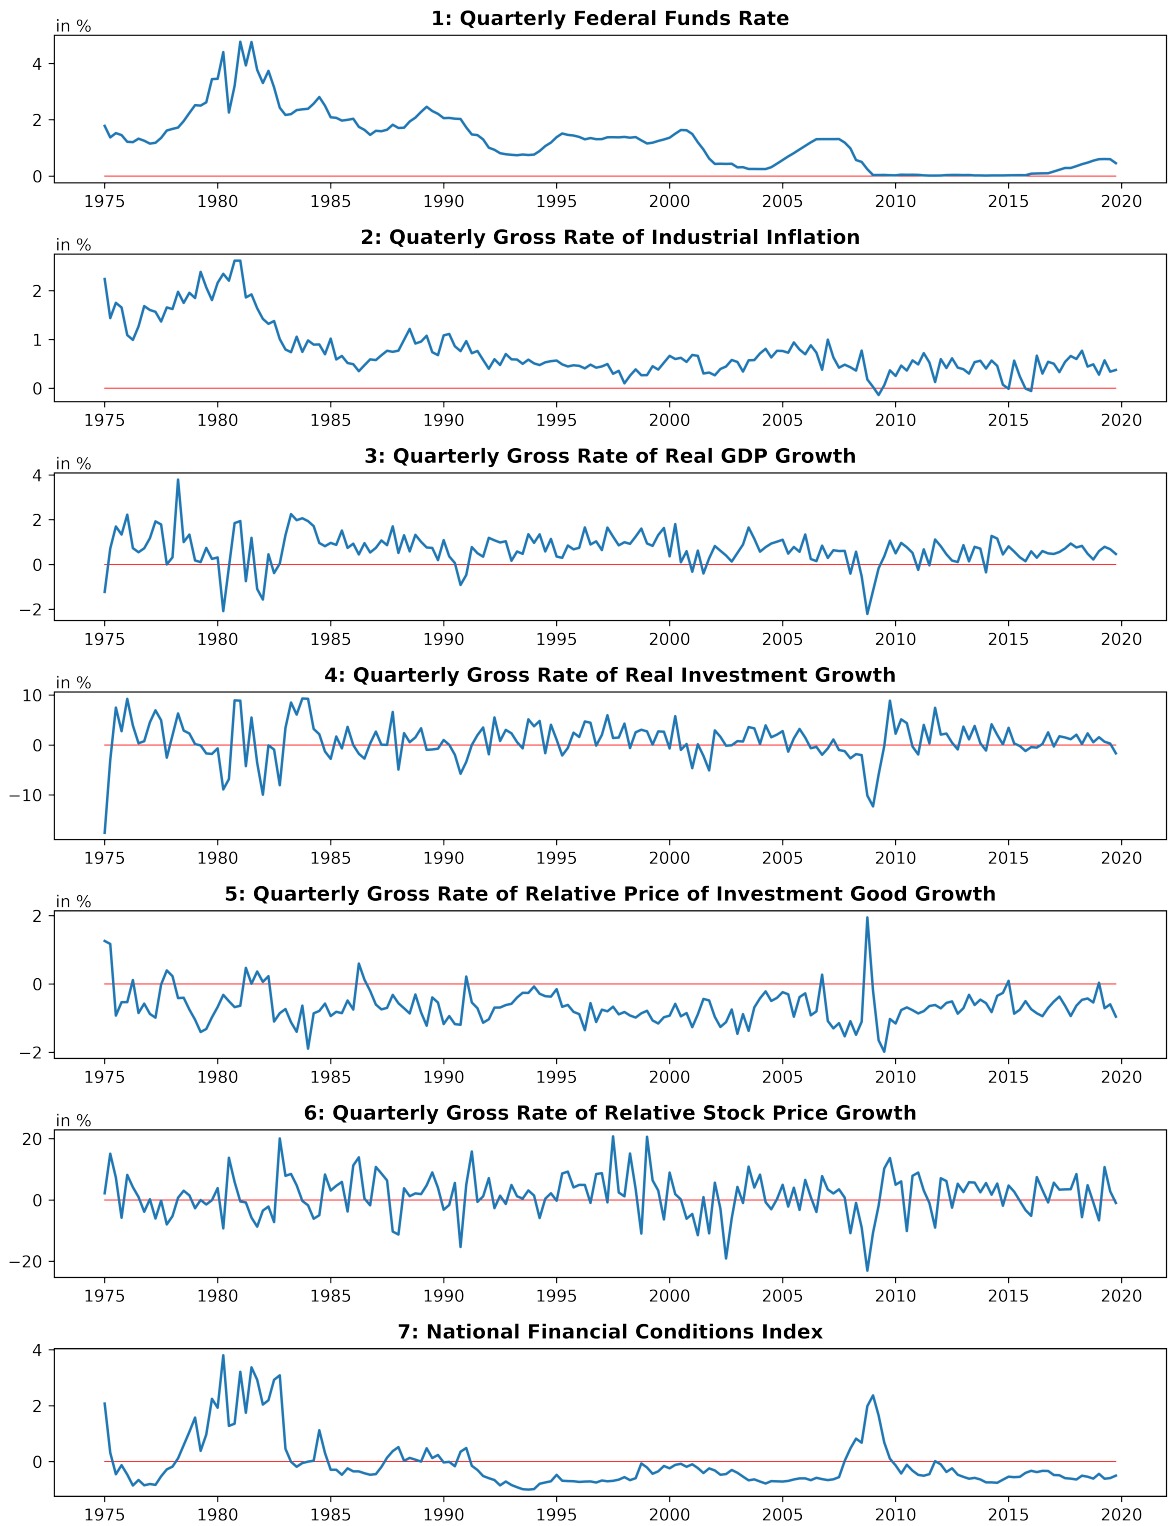 1: Quarterly Federal Funds Rate
in %
4
2
0
1975 1980 1985 1990 1995 2000 2005 2010 2015 2020
2: Quaterly Gross Rate of Industrial Inflation
in %
2
1
0
1975 1980 1985 1990 1995 2000 2005 2010 2015 2020
3: Quarterly Gross Rate of Real GDP Growth
in %
4
2
0
−2
1975 1980 1985 1990 1995 2000 2005 2010 2015 2020
4: Quarterly Gross Rate of Real Investment Growth
in %
10
0
−10
1975 1980 1985 1990 1995 2000 2005 2010 2015 2020
5: Quarterly Gross Rate of Relative Price of Investment Good Growth
in %
2
0
−2
1975 1980 1985 1990 1995 2000 2005 2010 2015 2020
6: Quarterly Gross Rate of Relative Stock Price Growth
in %
20
0
−20
1975 1980 1985 1990 1995 2000 2005 2010 2015 2020
7: National Financial Conditions Index
4
2
0
1975 1980 1985 1990 1995 2000 2005 2010 2015 2020